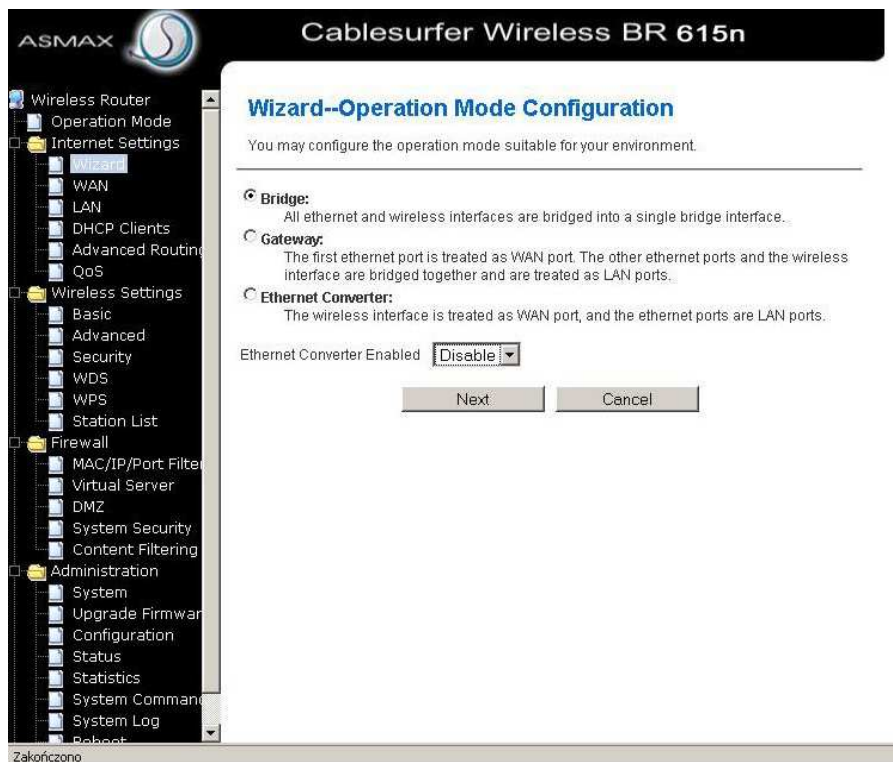 ASMAX
Cablesurfer Wireless BR 615n
Wireless Router
Operation Mode
Internet Settings
Wizard
WAN
LAN
DHCP Clients
Advanced Routing
QoS
Wireless Settings
Basic
Advanced
Security
WDS
WPS
Station List
Firewall
MAC/IP/Port Filter
Virtual Server
DMZ
System Security
Content Filtering
Administration
System
Upgrade Firmwar
Configuration
Status
Statistics
System Command
System Log
Reboot
Wizard--Operation Mode Configuration
You may configure the operation mode suitable for your environment.
Bridge:
All ethernet and wireless interfaces are bridged into a single bridge interface.
Gateway:
The first ethernet port is treated as WAN port. The other ethernet ports and the wireless
interface are bridged together and are treated as LAN ports.
Ethernet Converter:
The wireless interface is treated as WAN port, and the ethernet ports are LAN ports.
Ethernet Converter Enabled Disable
Next Cancel
Zakończono